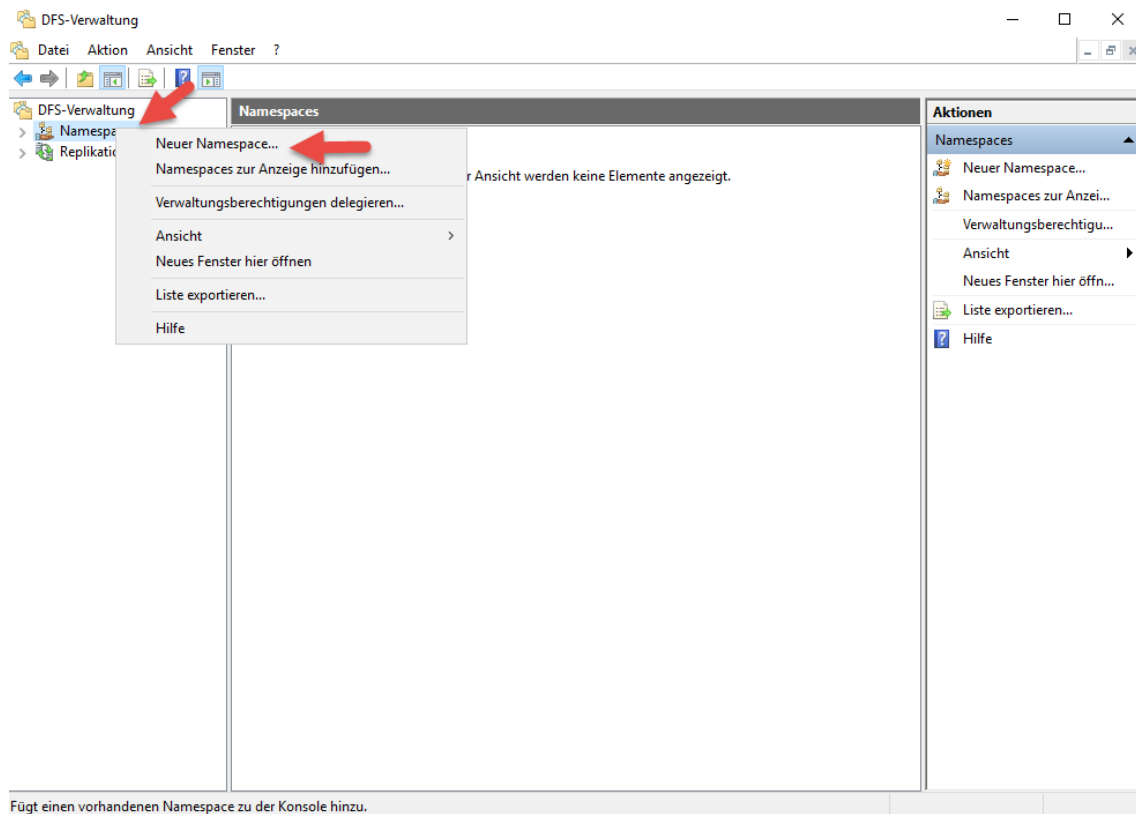 DFS-Verwaltung
Datei Aktion Ansicht Fenster ?
DFS-Verwaltung
Namespa
Replikatio
Namespaces
r Ansicht werden keine Elemente angezeigt.
Neuer Namespace...
Namespaces zur Anzeige hinzufügen...
Verwaltungsberechtigungen delegieren...
Ansicht
Neues Fenster hier öffnen
Liste exportieren...
Hilfe
Aktionen
Namespaces
Neuer Namespace...
Namespaces zur Anzei...
Verwaltungsberechtigu...
Ansicht
Neues Fenster hier öffn...
Liste exportieren...
Hilfe
Fügt einen vorhandenen Namespace zu der Konsole hinzu.